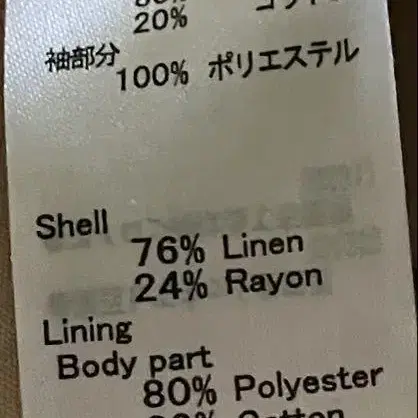 20%
袖部分
100% ポリエステル
Shell
76% Linen
24% Rayon
Lining
Body part
80% Polyester